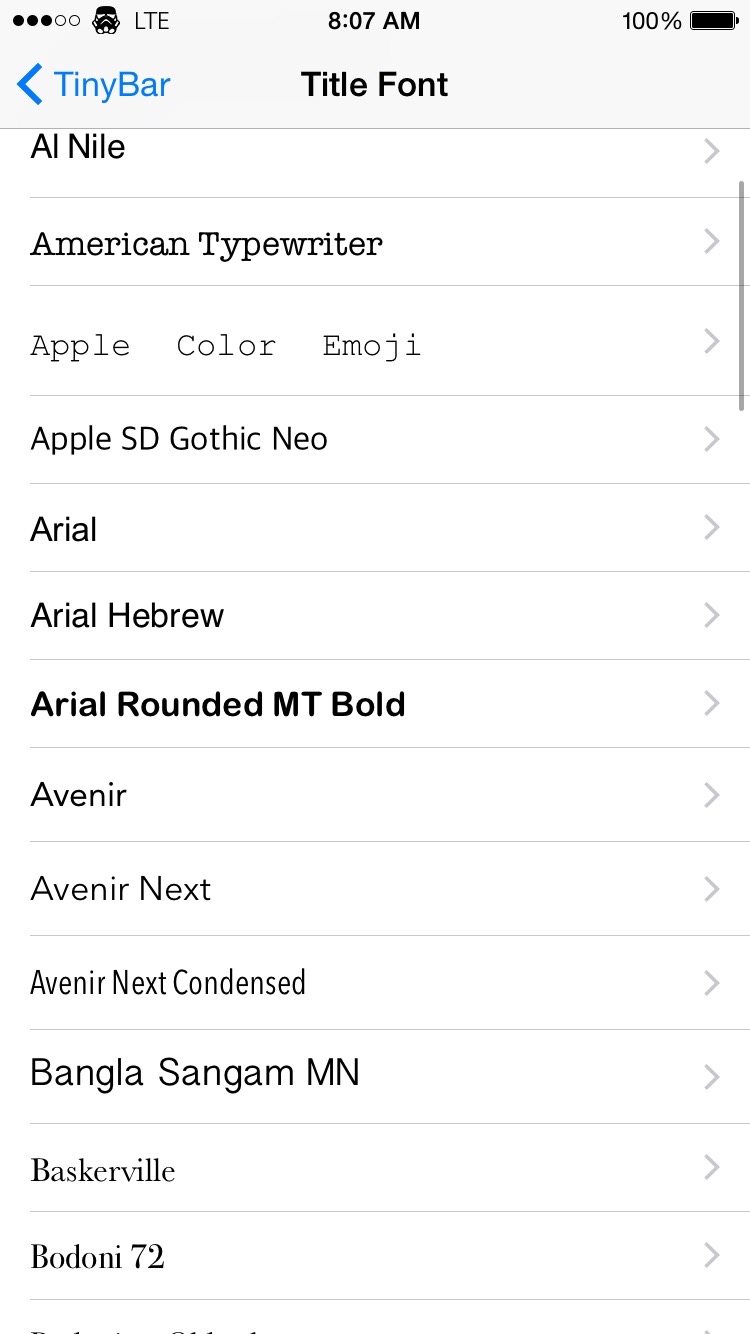 LTE 8:07 AM 100%
TinyBar Title Font
Al Nile
American Typewriter
Apple Color Emoji
Apple SD Gothic Neo
Arial
Arial Hebrew
Arial Rounded MT Bold
Avenir
Avenir Next
Avenir Next Condensed
Bangla Sangam MN
Baskerville
Bodoni 72